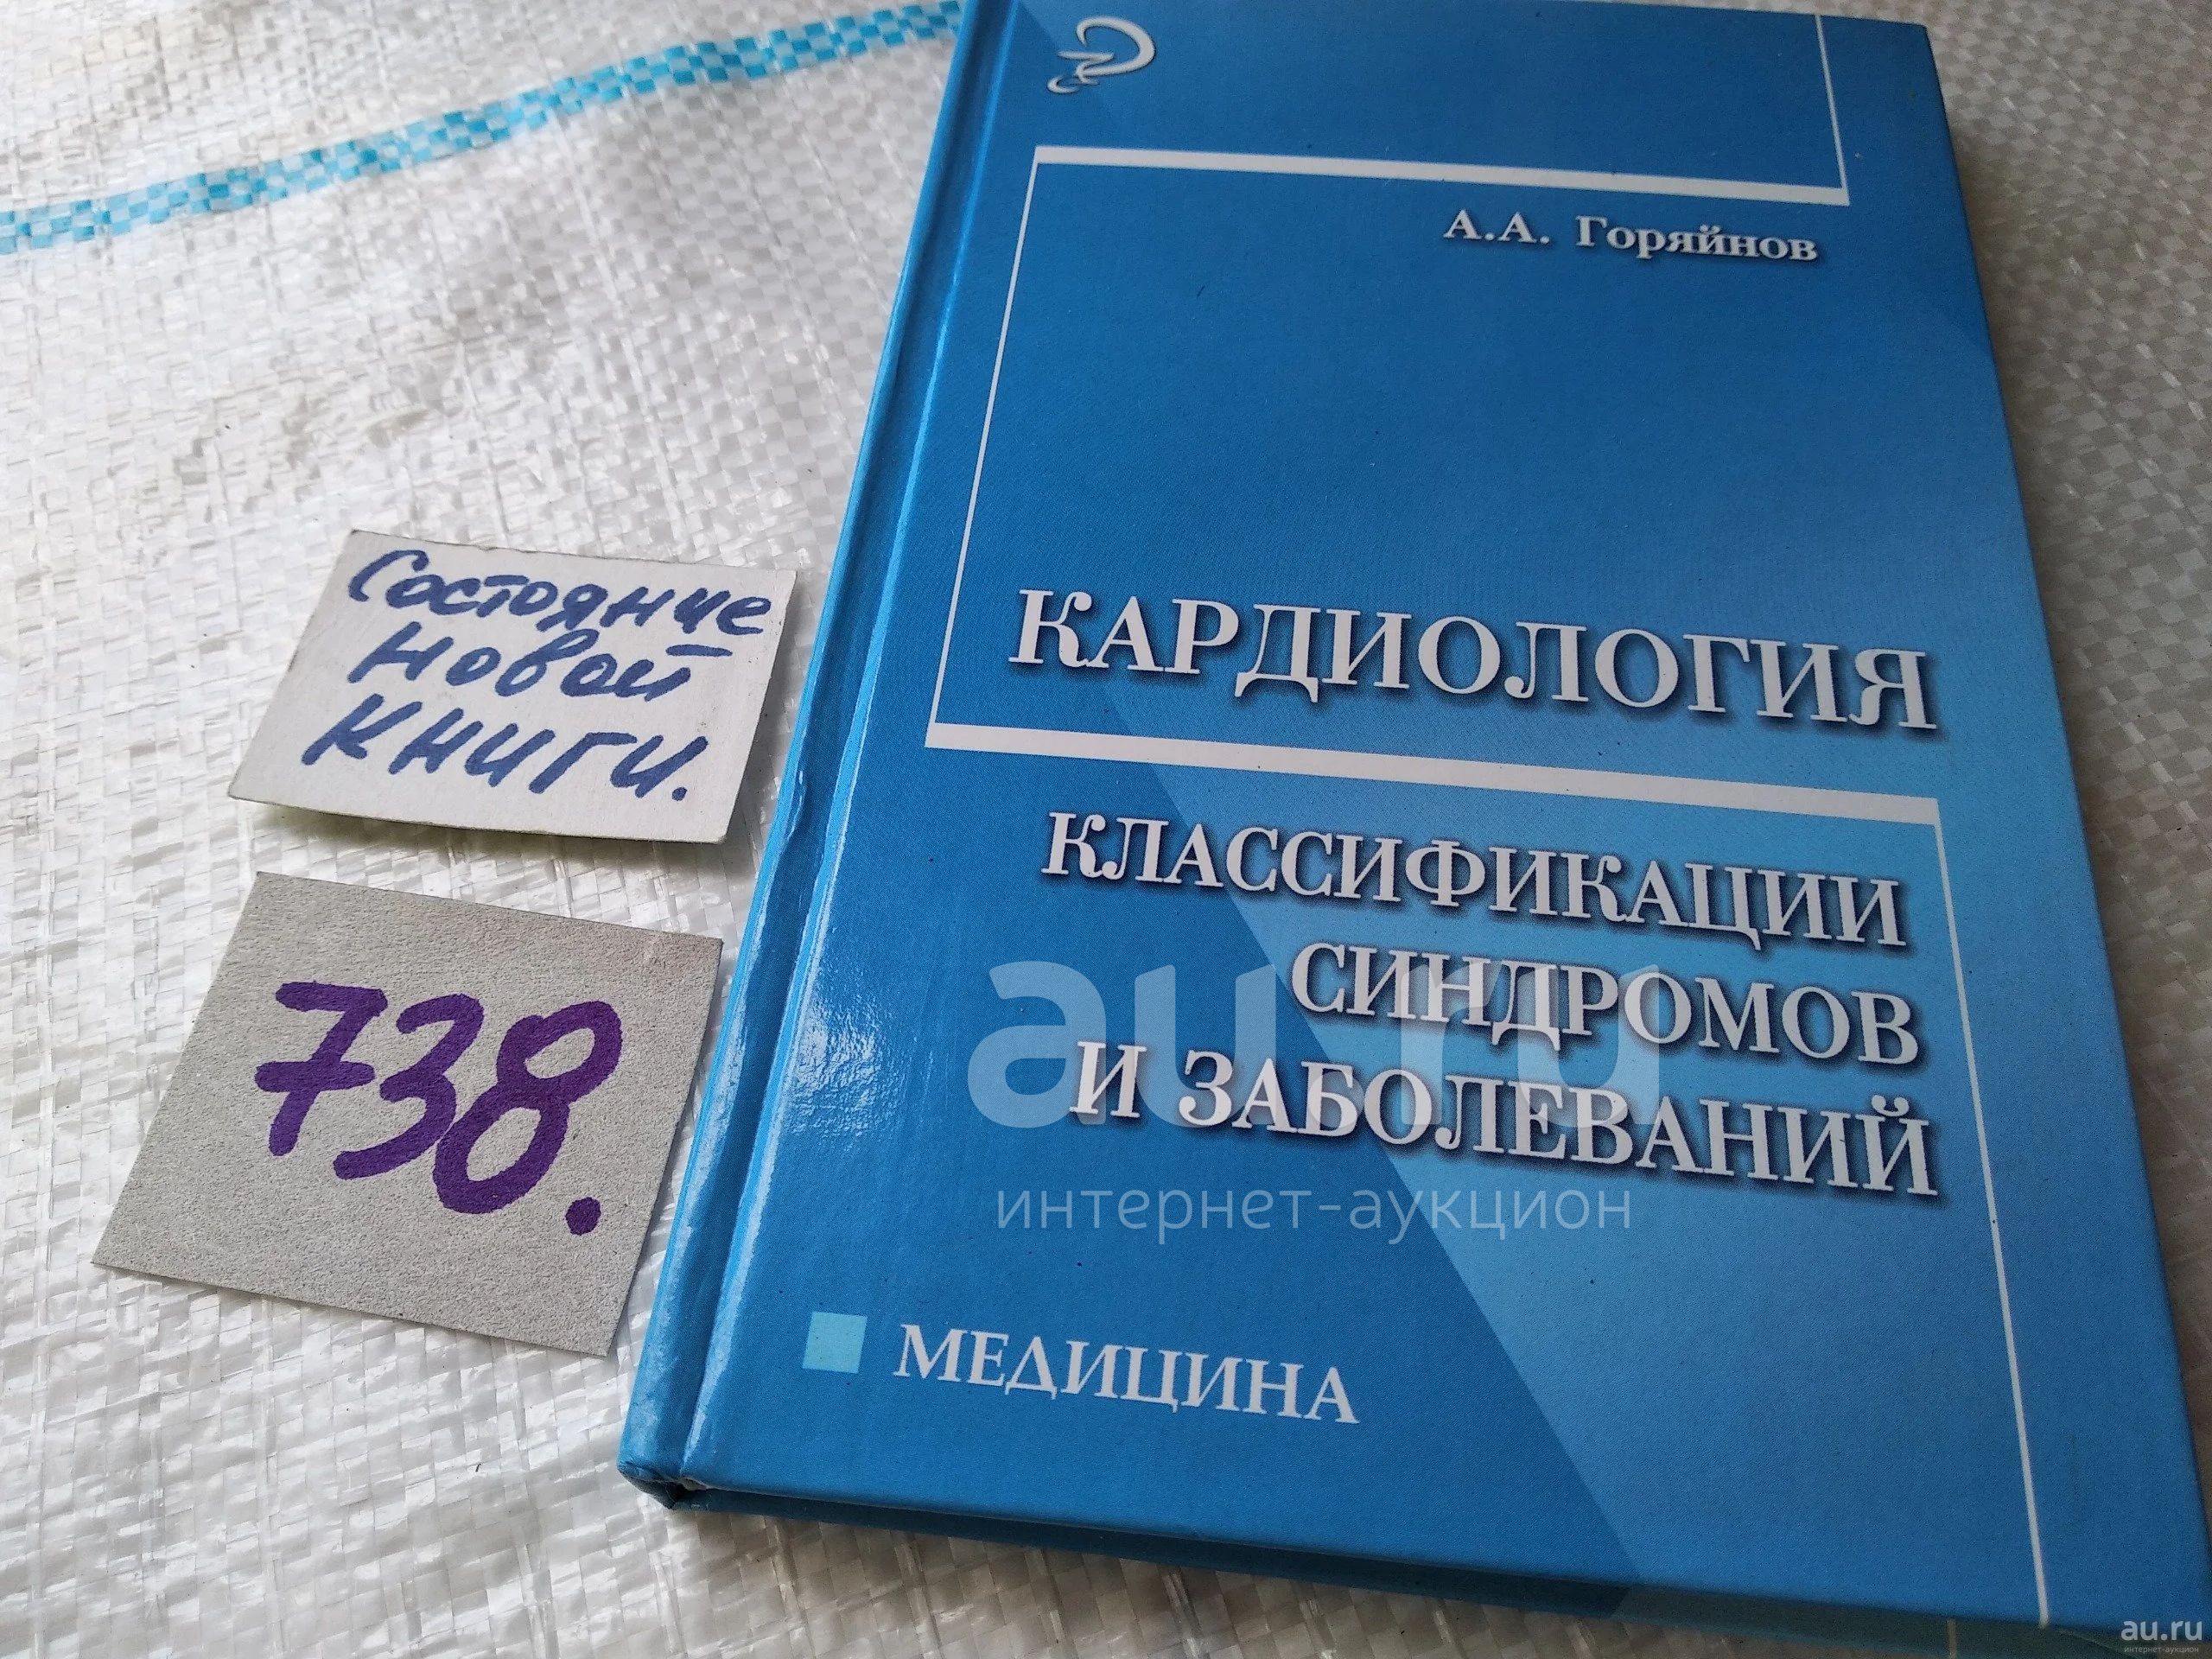 А.А. Горяйнов
КАРДИОЛОГИЯ
КЛАССИФИКАЦИИ
СИНДРОМОВ
И ЗАБОЛЕВАНИЙ
МЕДИЦИНА
Состояние
новой
книги.
738.
au.ru
интернет-аукцион
au.ru
интернет-аукцион